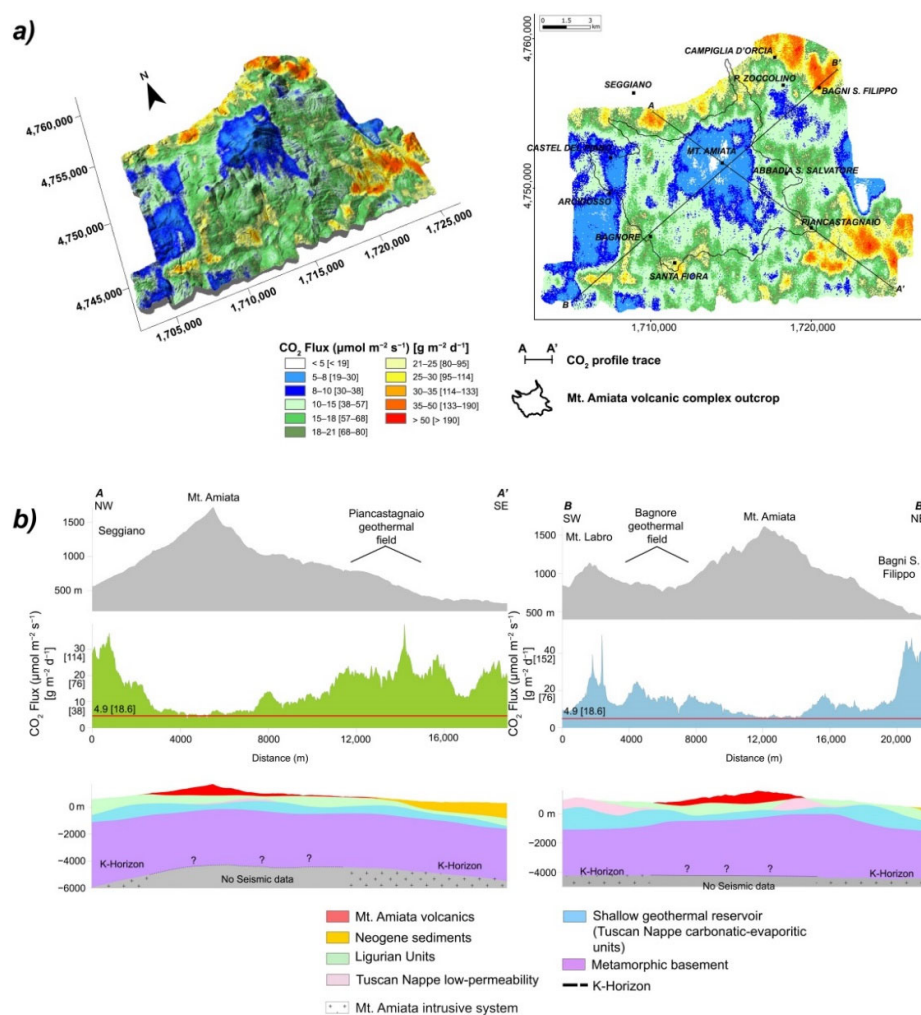 a)
N
4,760,000
4,755,000
4,750,000
4,745,000
1,705,000
1,710,000
1,715,000
1,720,000
1,725,000
0 1.5 3
km
4,760,000
4,750,000
1,710,000
1,720,000
CAMPIGLIA D'ORCIA
B'
SEGGIANO
P. ZOCCOLINO
BAGNI S. FILIPPO
A
MT. AMIATA
ABBADIA S. SALVATORE
ARCIDOSSO
PIANCASTAGNAIO
BAGNORE
SANTA FIORA
B
A'
CO2 Flux (μmol m−2 s−1) [g m−2 d−1]
< 5 [< 19]
5–8 [19–30]
8–10 [30–38]
10–15 [38–57]
15–18 [57–68]
18–21 [68–80]
21–25 [80–95]
25–30 [95–114]
30–35 [114–133]
35–50 [133–190]
> 50 [> 190]
A A'
CO2 profile trace
Mt. Amiata volcanic complex outcrop
b)
A
NW
Mt. Amiata
A'
SE
Seggiano
Piancastagnaio
geothermal
field
1500
1000
500 m
B
SW
Mt. Labro
Bagnore
geothermal
field
Mt. Amiata
B
Bagni S.
Filippo
1500
1000
500 m
CO2 Flux (μmol m−2 s−1)
[g m−2 d−1]
30
[114]
20
[76]
10
[38]
4.9 [18.6]
0
0 4000 8000 12,000 16,000
Distance (m)
CO2 Flux (μmol m−2 s−1)
[g m−2 d−1]
40
[152]
20
[76]
4.9 [18.6]
0
0 4000 8000 12,000 16,000 20,000
Distance (m)
0 m
−2000
−4000
−6000
K-Horizon
? ? ?
K-Horizon
No Seismic data
0 m
−2000
−4000
K-Horizon
? ? ?
K-Horizon
No Seismic data
Mt. Amiata volcanics
Neogene sediments
Ligurian Units
Tuscan Nappe low-permeability
Mt. Amiata intrusive system
Shallow geothermal reservoir
(Tuscan Nappe carbonatic-evaporitic
units)
Metamorphic basement
K-Horizon